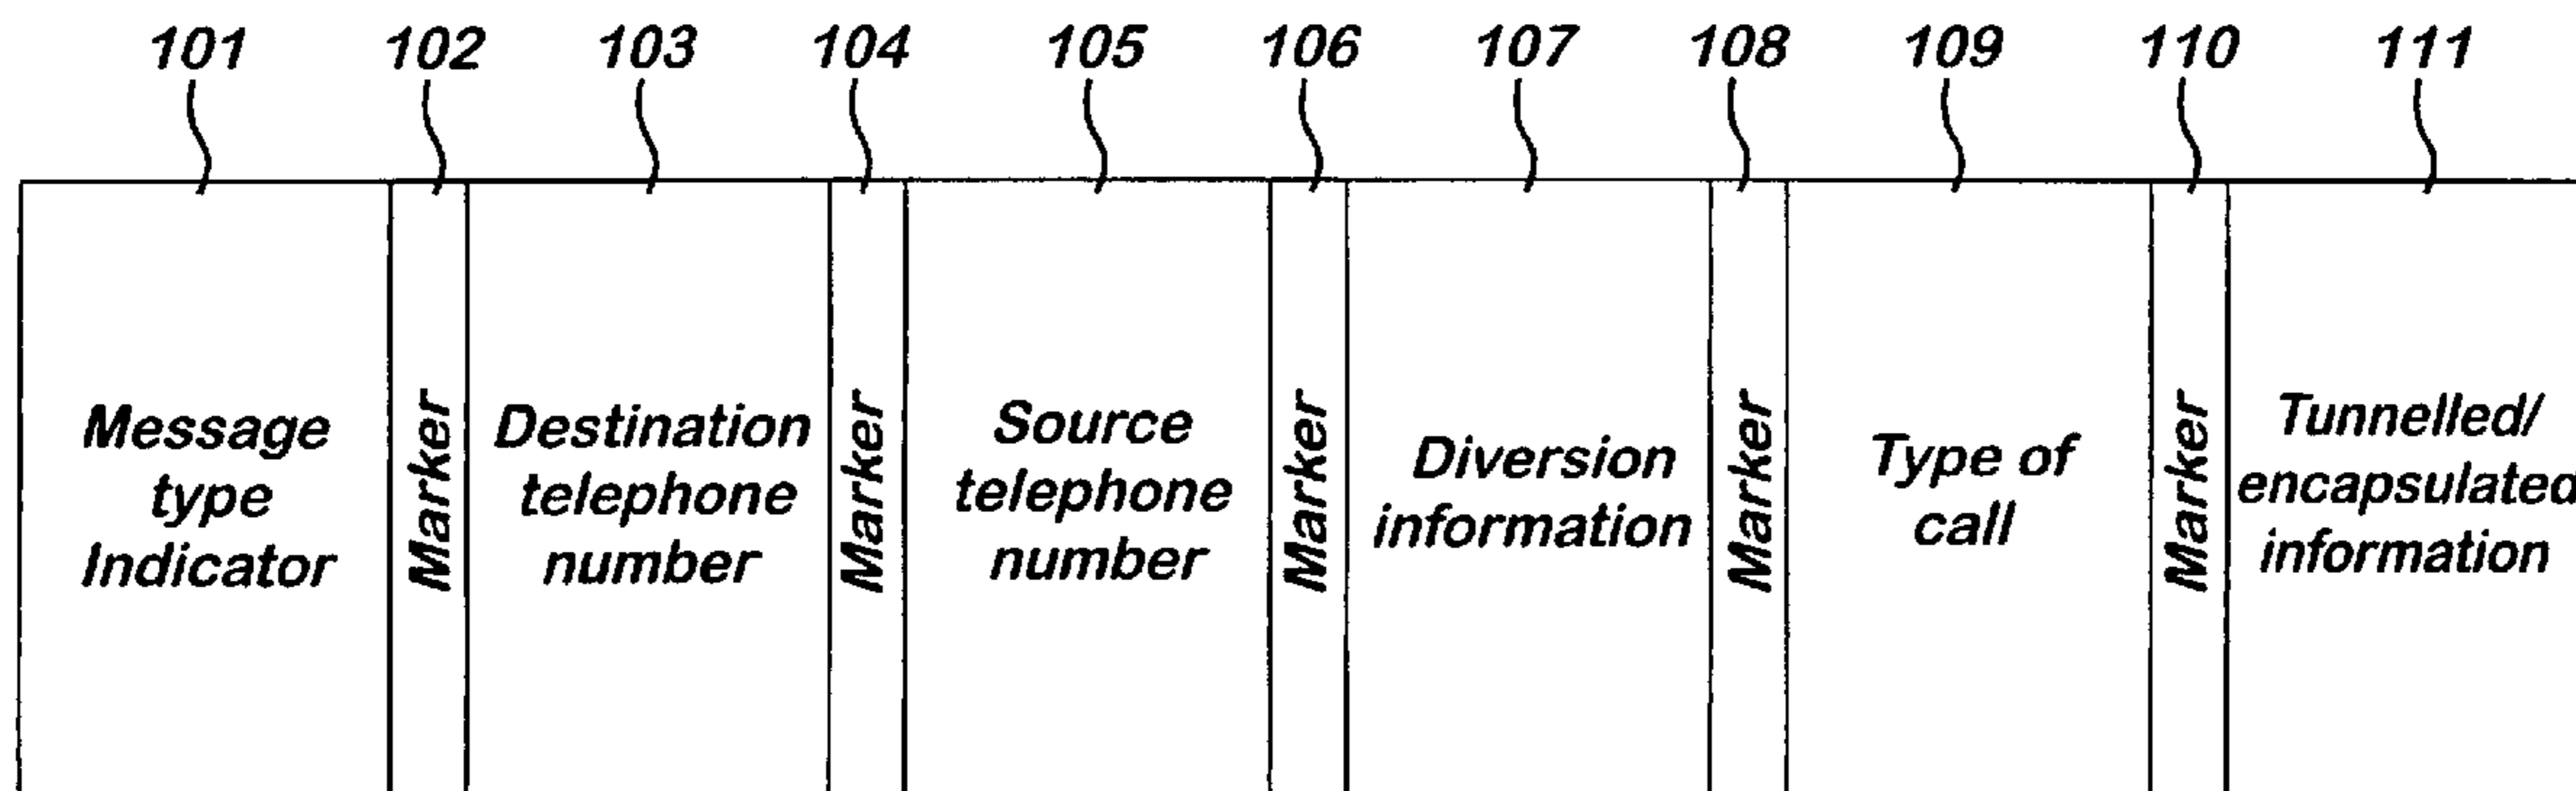 101 102 103 104 105 106 107 108 109 110 111
Message
type
Indicator
Marker
Destination
telephone
number
Marker
Source
telephone
number
Marker
Diversion
information
Marker
Type of
call
Marker
Tunnelled/
encapsulated
information